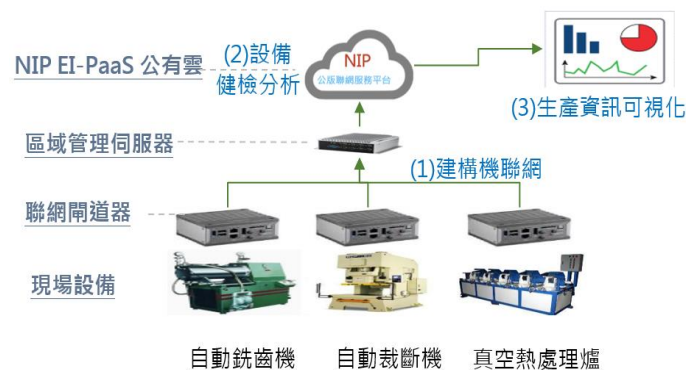 NIP EI-PaaS 公有雲
(2)設備
健檢分析
NIP
公版聯網服務平台
(3)生產資訊可視化
區域管理伺服器
(1)建構機聯網
聯網閘道器
現場設備
自動銑齒機
自動裁斷機
真空熱處理爐